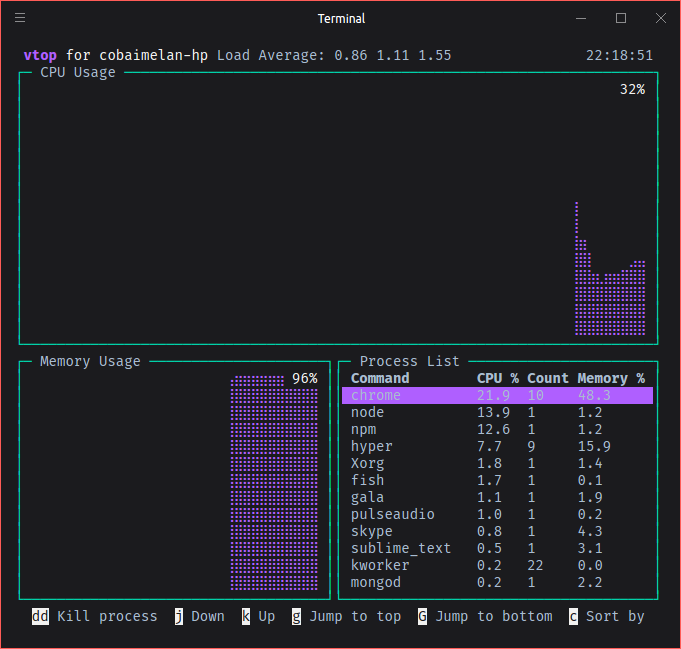 Terminal
vtop for cobaimelan-hp Load Average: 0.86 1.11 1.55 22:18:51
CPU Usage
32%
Memory Usage
96%
Process List
Command CPU % Count Memory %
chrome 21.9 10 48.3
node 13.9 1 1.2
npm 12.6 1 1.2
hyper 7.7 9 15.9
Xorg 1.8 1 1.4
fish 1.7 1 0.1
gala 1.1 1 1.9
pulseaudio 1.0 1 0.2
skype 0.8 1 4.3
sublime_text 0.5 1 3.1
kworker 0.2 22 0.0
mongod 0.2 1 2.2
dd Kill process j Down k Up g Jump to top G Jump to bottom c Sort by